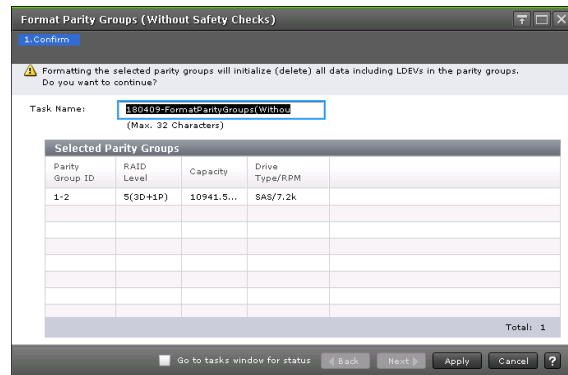 Format Parity Groups (Without Safety Checks)
1.Confirm
Formatting the selected parity groups will initialize (delete) all data including LDEVs in the parity groups.
Do you want to continue?
Task Name:
180409-FormatParityGroups(Withou
(Max. 32 Characters)
Selected Parity Groups
Parity Group ID RAID Level Capacity Drive Type/RPM
1-2 5(3D+1P) 10941.5... SAS/7.2k
Total: 1
Go to tasks window for status Back Next Apply Cancel ?